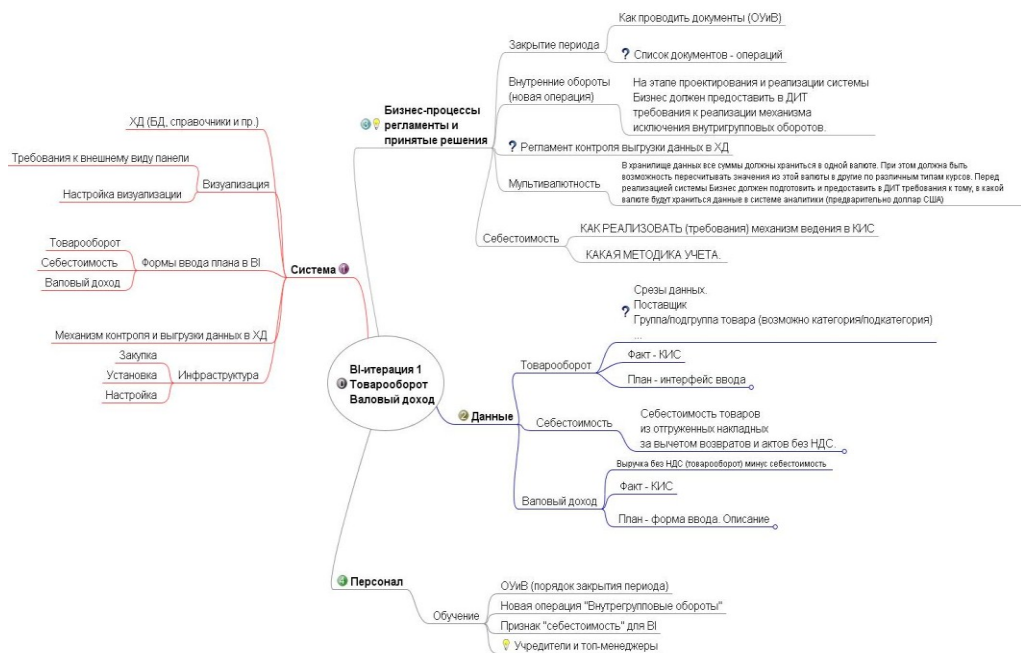 BI-итерация 1
Товарооборот
Валовый доход
Система
ХД (БД, справочники и пр.)
Визуализация
Требования к внешнему виду панели
Настройка визуализации
Формы ввода плана в BI
Товарооборот
Себестоимость
Валовый доход
Механизм контроля и выгрузки данных в ХД
Инфраструктура
Закупка
Установка
Настройка
Бизнес-процессы
регламенты и
принятые решения
Закрытие периода
Как проводить документы (ОУиВ)
Список документов - операций
Внутренние обороты
(новая операция)
На этапе проектирования и реализации системы
Бизнес должен предоставить в ДИТ
требования к реализации механизма
исключения внутригрупповых оборотов.
Регламент контроля выгрузки данных в ХД
Мультивалютность
В хранилище данных все суммы должны храниться в одной валюте. При этом должна быть
возможность пересчитывать значения из этой валюты в другие по различным типам курсов. Перед
реализацией системы Бизнес должен подготовить и предоставить в ДИТ требования к тому, в какой
валюте будут храниться данные в системе аналитики (предварительно доллар США)
Себестоимость
КАК РЕАЛИЗОВАТЬ (требования) механизм ведения в КИС
КАКАЯ МЕТОДИКА УЧЕТА.
Данные
Товарооборот
Срезы данных.
Поставщик
Группа/подгруппа товара (возможно категория/подкатегория)
...
Факт - КИС
План - интерфейс ввода
Себестоимость
Себестоимость товаров
из отгруженных накладных
за вычетом возвратов и актов без НДС.
Валовый доход
Выручка без НДС (товарооборот) минус себестоимость
Факт - КИС
План - форма ввода. Описание
Персонал
Обучение
ОУиВ (порядок закрытия периода)
Новая операция "Внутрегрупповые обороты"
Признак "себестоимость" для BI
Учредители и топ-менеджеры